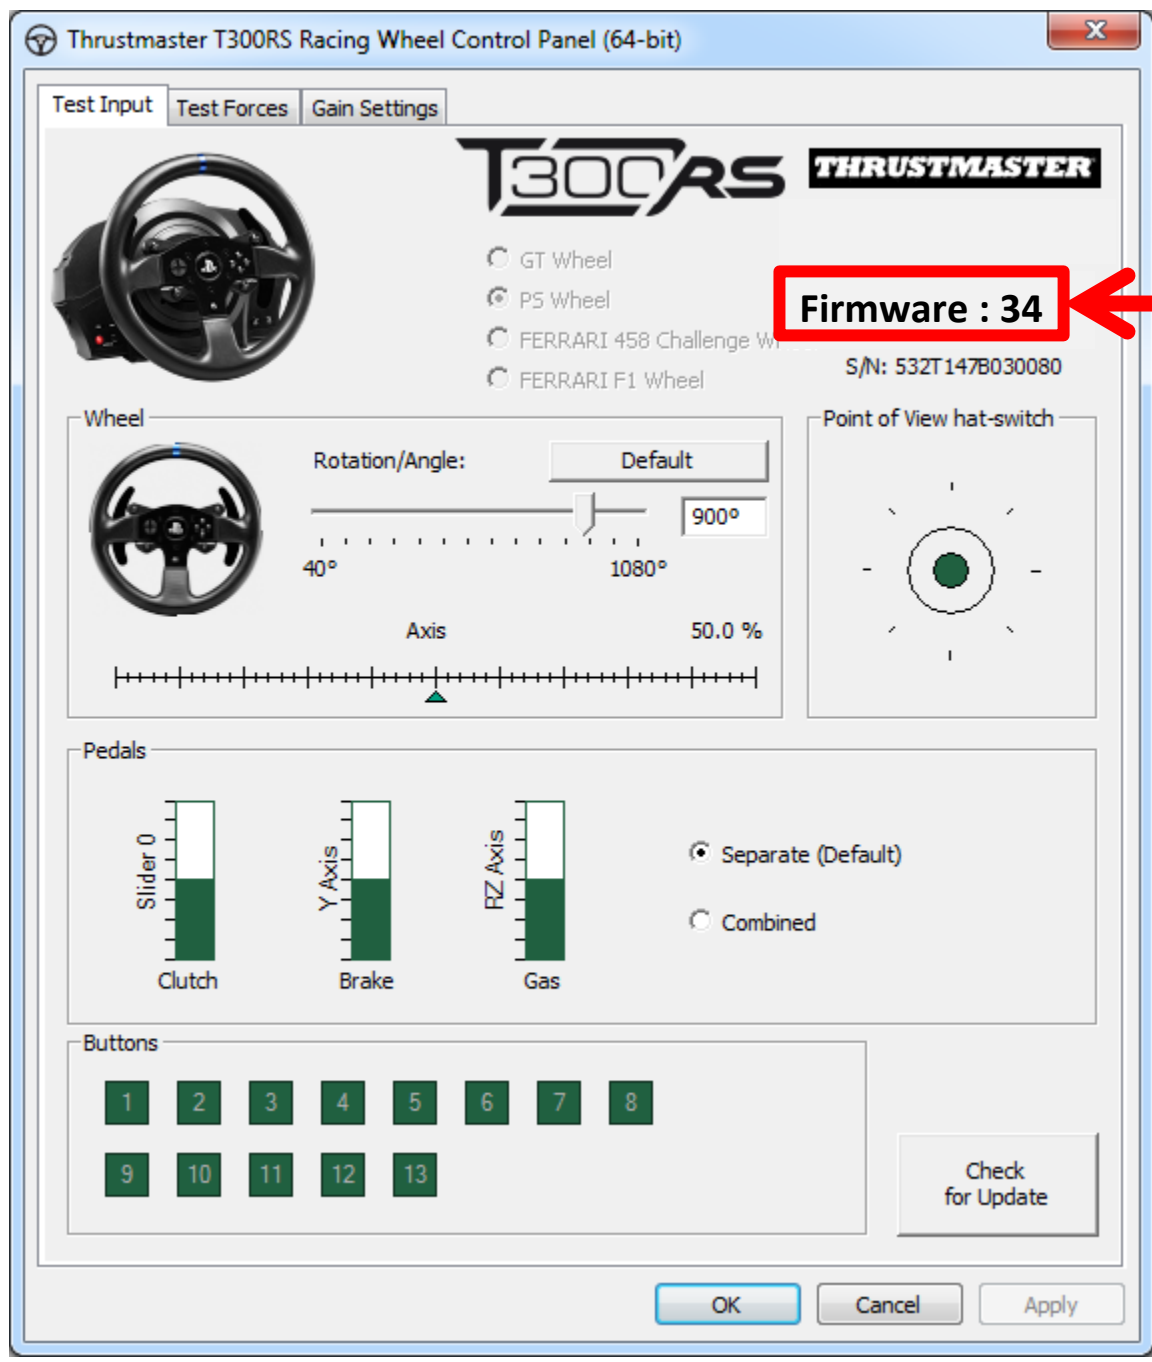 Thrustmaster T300RS Racing Wheel Control Panel (64-bit)
X
Test Input Test Forces Gain Settings
T300RS THRUSTMASTER
GT Wheel
PS Wheel
Firmware : 34
FERRARI 458 Challenge
S/N: 532T147B030080
FERRARI F1 Wheel
Wheel
Point of View hat-switch
Rotation/Angle: Default
900°
40° 1080°
Axis 50.0 %
Pedals
Slider 0 Y Axis RZ Axis
Separate (Default)
Combined
Clutch Brake Gas
Buttons
1 2 3 4 5 6 7 8
9 10 11 12 13
Check
for Update
OK Cancel Apply